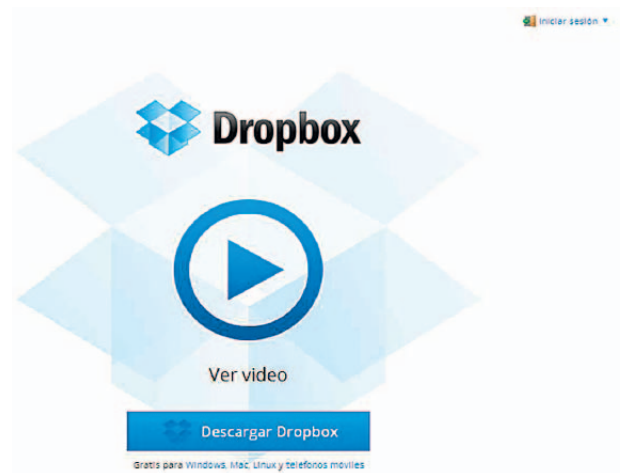 Iniciar sesión
Dropbox
Ver video
Descargar Dropbox
Gratis para Windows, Mac, Linux y teléfonos móviles